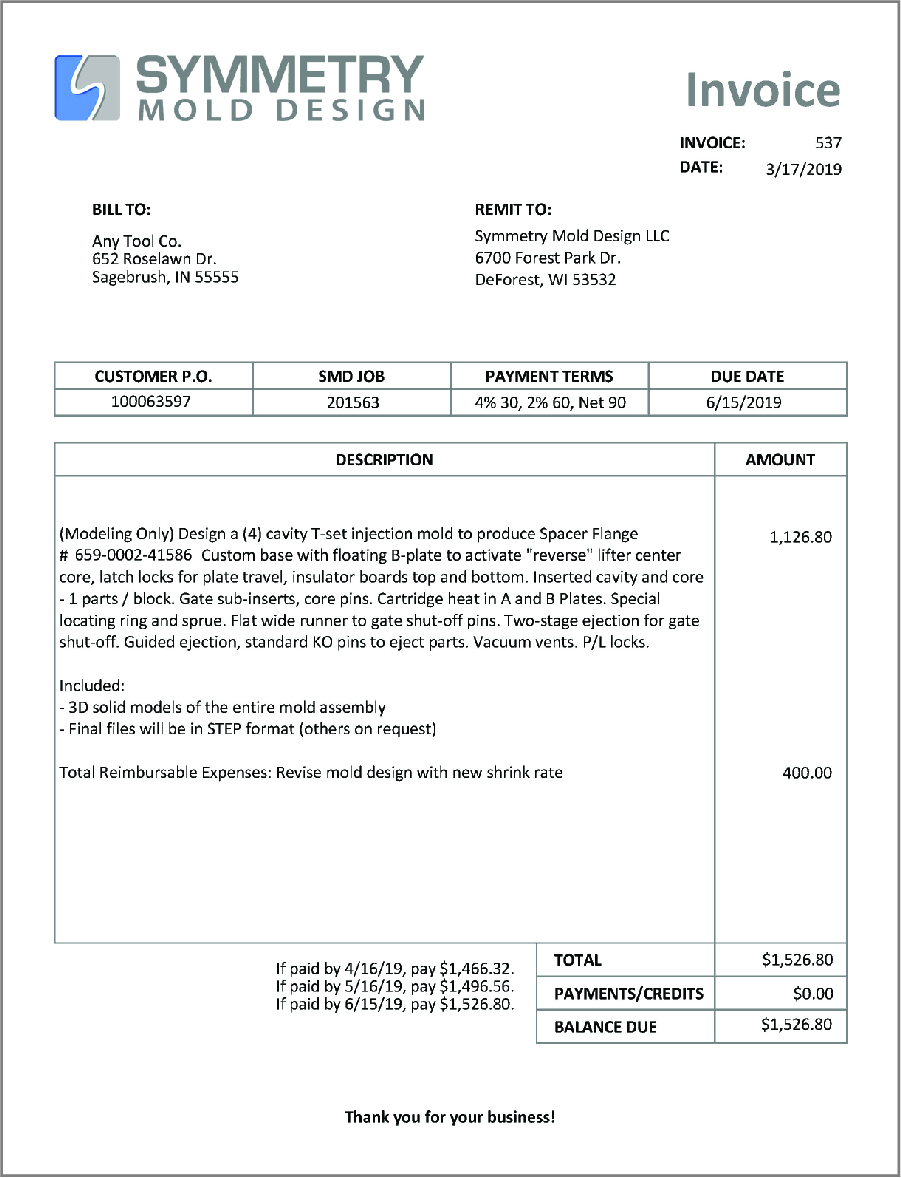 SYMMETRY
MOLD DESIGN
Invoice
INVOICE: 537
DATE: 3/17/2019
BILL TO:
Any Tool Co.
652 Roselawn Dr.
Sagebrush, IN 55555
REMIT TO:
Symmetry Mold Design LLC
6700 Forest Park Dr.
DeForest, WI 53532
CUSTOMER P.O. SMD JOB PAYMENT TERMS DUE DATE
100063597 201563 4% 30, 2% 60, Net 90 6/15/2019
DESCRIPTION AMOUNT
(Modeling Only) Design a (4) cavity T-set injection mold to produce Spacer Flange 1,126.80
# 659-0002-41586 Custom base with floating B-plate to activate "reverse" lifter center
core, latch locks for plate travel, insulator boards top and bottom. Inserted cavity and core
- 1 parts / block. Gate sub-inserts, core pins. Cartridge heat in A and B Plates. Special
locating ring and sprue. Flat wide runner to gate shut-off pins. Two-stage ejection for gate
shut-off. Guided ejection, standard KO pins to eject parts. Vacuum vents. P/L locks.
Included:
- 3D solid models of the entire mold assembly
- Final files will be in STEP format (others on request)
Total Reimbursable Expenses: Revise mold design with new shrink rate 400.00
If paid by 4/16/19, pay $1,466.32.
If paid by 5/16/19, pay $1,496.56.
If paid by 6/15/19, pay $1,526.80.
TOTAL $1,526.80
PAYMENTS/CREDITS $0.00
BALANCE DUE $1,526.80
Thank you for your business!